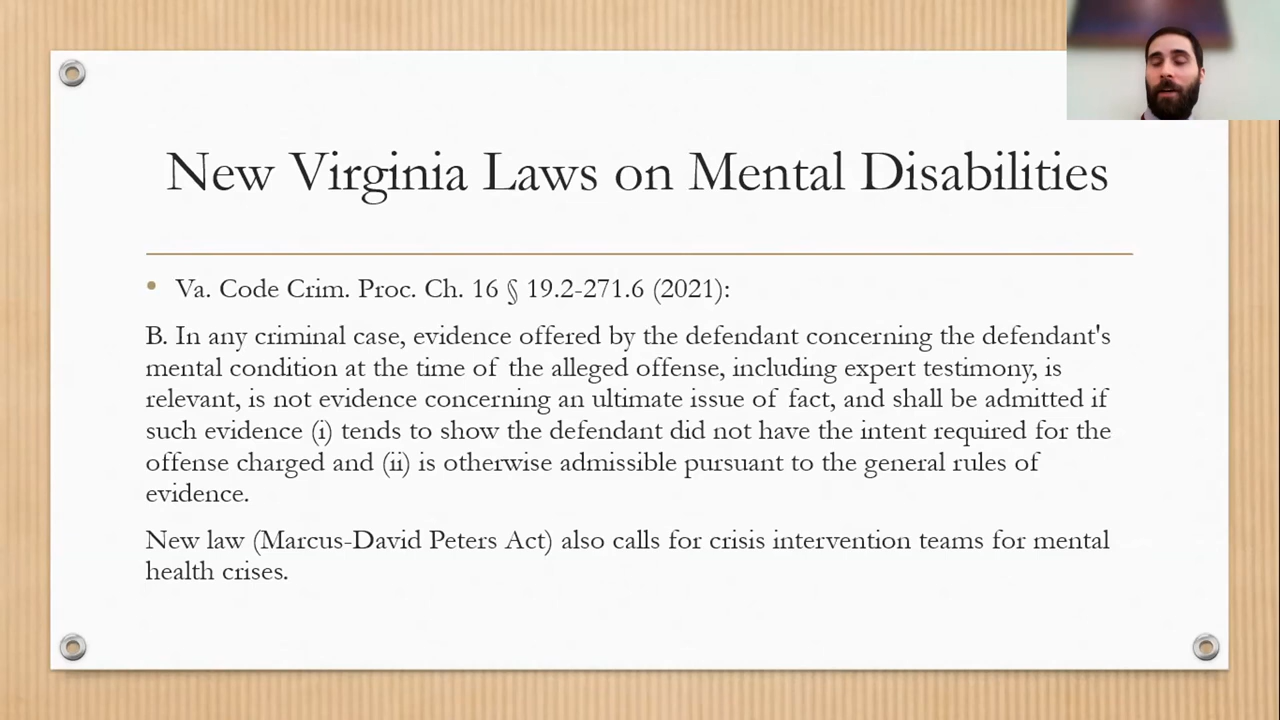 New Virginia Laws on Mental Disabilities
• Va. Code Crim. Proc. Ch. 16 § 19.2-271.6 (2021):
B. In any criminal case, evidence offered by the defendant concerning the defendant's
mental condition at the time of the alleged offense, including expert testimony, is
relevant, is not evidence concerning an ultimate issue of fact, and shall be admitted if
such evidence (i) tends to show the defendant did not have the intent required for the
offense charged and (ii) is otherwise admissible pursuant to the general rules of
evidence.
New law (Marcus-David Peters Act) also calls for crisis intervention teams for mental
health crises.